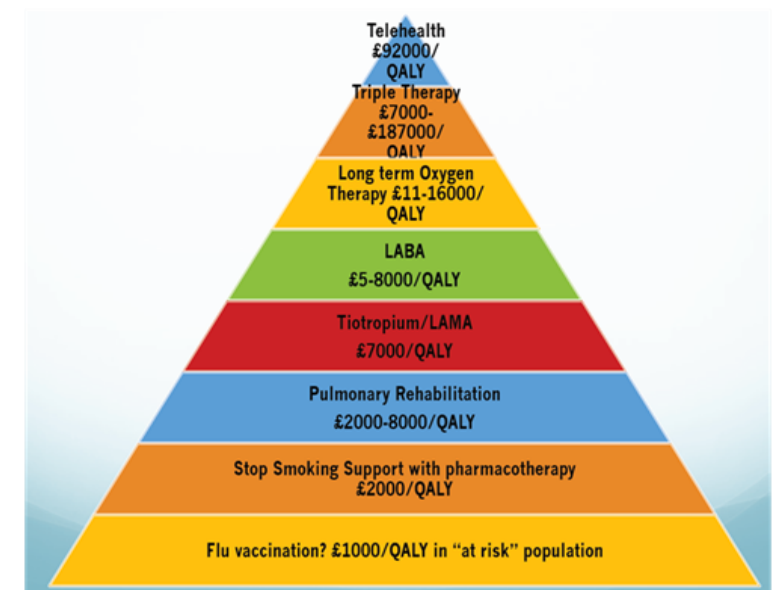 Telehealth
£92000/
QALY
Triple Therapy
£7000-
£187000/
QALY
Long term Oxygen
Therapy £11-16000/
QALY
LABA
£5-8000/QALY
Tiotropium/LAMA
£7000/QALY
Pulmonary Rehabilitation
£2000-8000/QALY
Stop Smoking Support with pharmacotherapy
£2000/QALY
Flu vaccination? £1000/QALY in “at risk” population